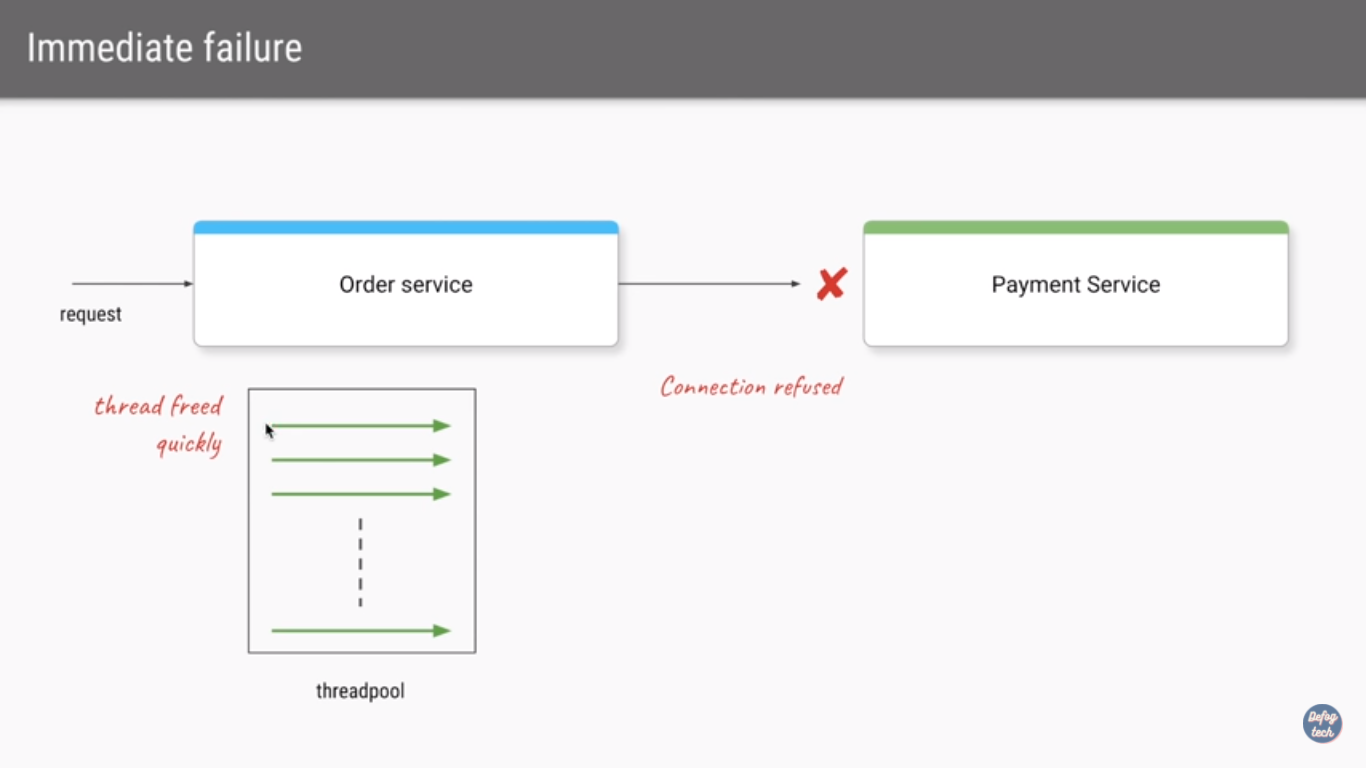 Immediate failure
Order service
Payment Service
request
Connection refused
thread freed
quickly
threadpool
Defog
tech